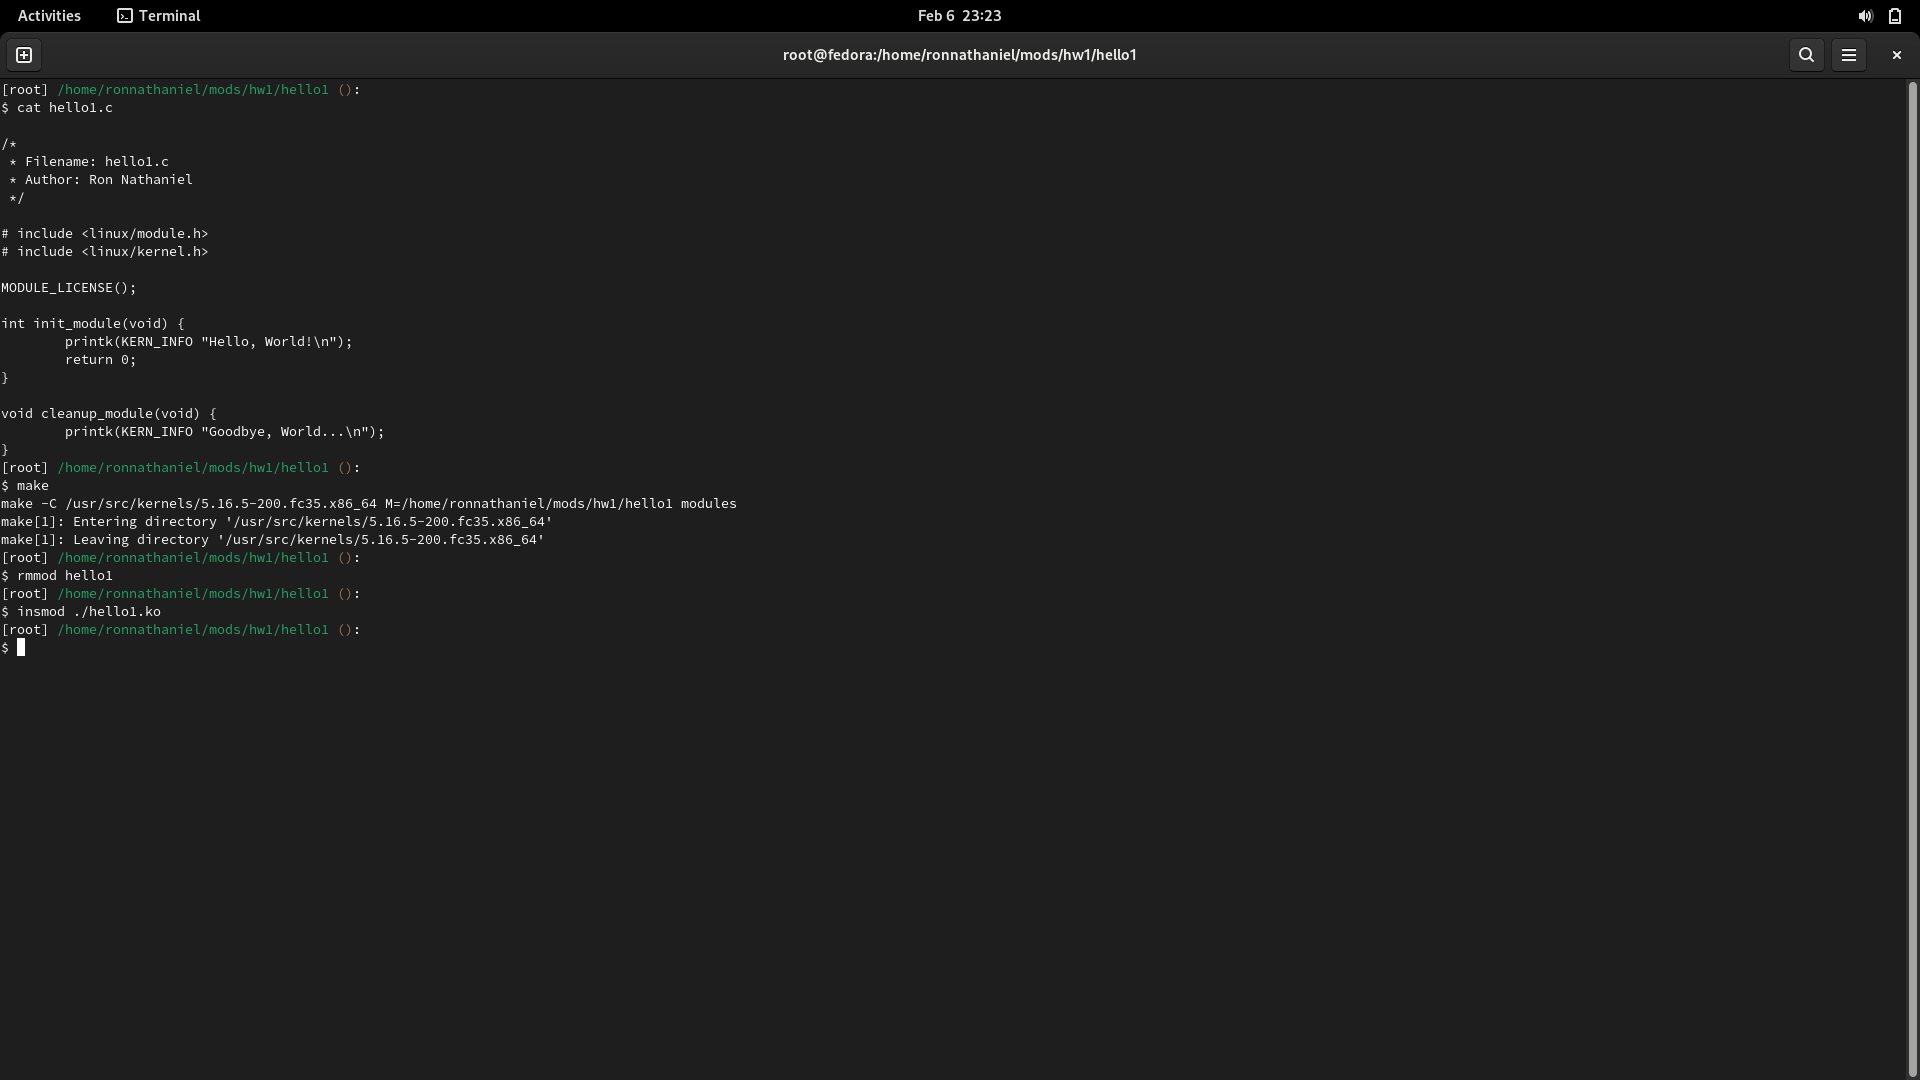 Activities Terminal Feb 6 23:23
root@fedora:/home/ronnathaniel/mods/hw1/hello1
[root] /home/ronnathaniel/mods/hw1/hello1 ():
$ cat hello1.c

/*
 * Filename: hello1.c
 * Author: Ron Nathaniel
 */

# include <linux/module.h>
# include <linux/kernel.h>

MODULE_LICENSE();

int init_module(void) {
        printk(KERN_INFO "Hello, World!\n");
        return 0;
}

void cleanup_module(void) {
        printk(KERN_INFO "Goodbye, World...\n");
}
[root] /home/ronnathaniel/mods/hw1/hello1 ():
$ make
make -C /usr/src/kernels/5.16.5-200.fc35.x86_64 M=/home/ronnathaniel/mods/hw1/hello1 modules
make[1]: Entering directory '/usr/src/kernels/5.16.5-200.fc35.x86_64'
make[1]: Leaving directory '/usr/src/kernels/5.16.5-200.fc35.x86_64'
[root] /home/ronnathaniel/mods/hw1/hello1 ():
$ rmmod hello1
[root] /home/ronnathaniel/mods/hw1/hello1 ():
$ insmod ./hello1.ko
[root] /home/ronnathaniel/mods/hw1/hello1 ():
$